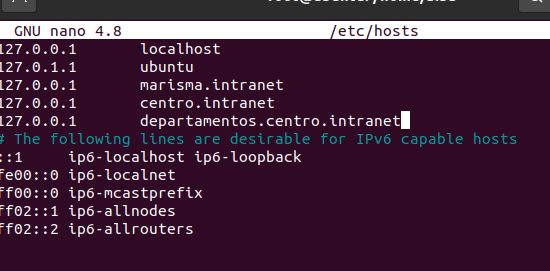 GNU nano 4.8 /etc/hosts
127.0.0.1 localhost
127.0.1.1 ubuntu
127.0.0.1 marisma.intranet
127.0.0.1 centro.intranet
127.0.0.1 departamentos.centro.intranet
# The following lines are desirable for IPv6 capable hosts
::1 ip6-localhost ip6-loopback
fe00::0 ip6-localnet
ff00::0 ip6-mcastprefix
ff02::1 ip6-allnodes
ff02::2 ip6-allrouters